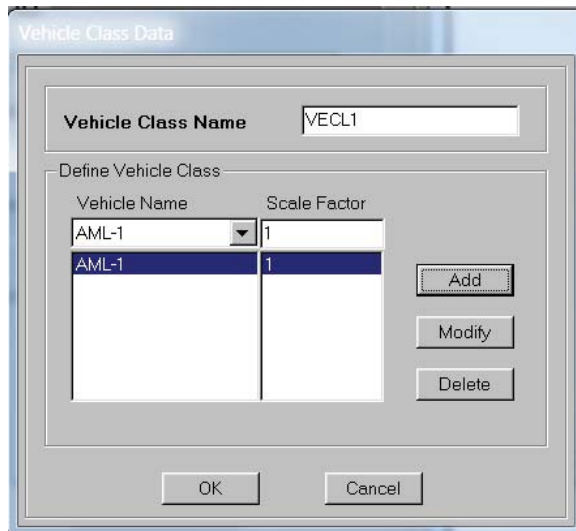 Vehicle Class Data
Vehicle Class Name VECL1
Define Vehicle Class
Vehicle Name Scale Factor
AML-1 1
AML-1 1
Add
Modify
Delete
OK Cancel